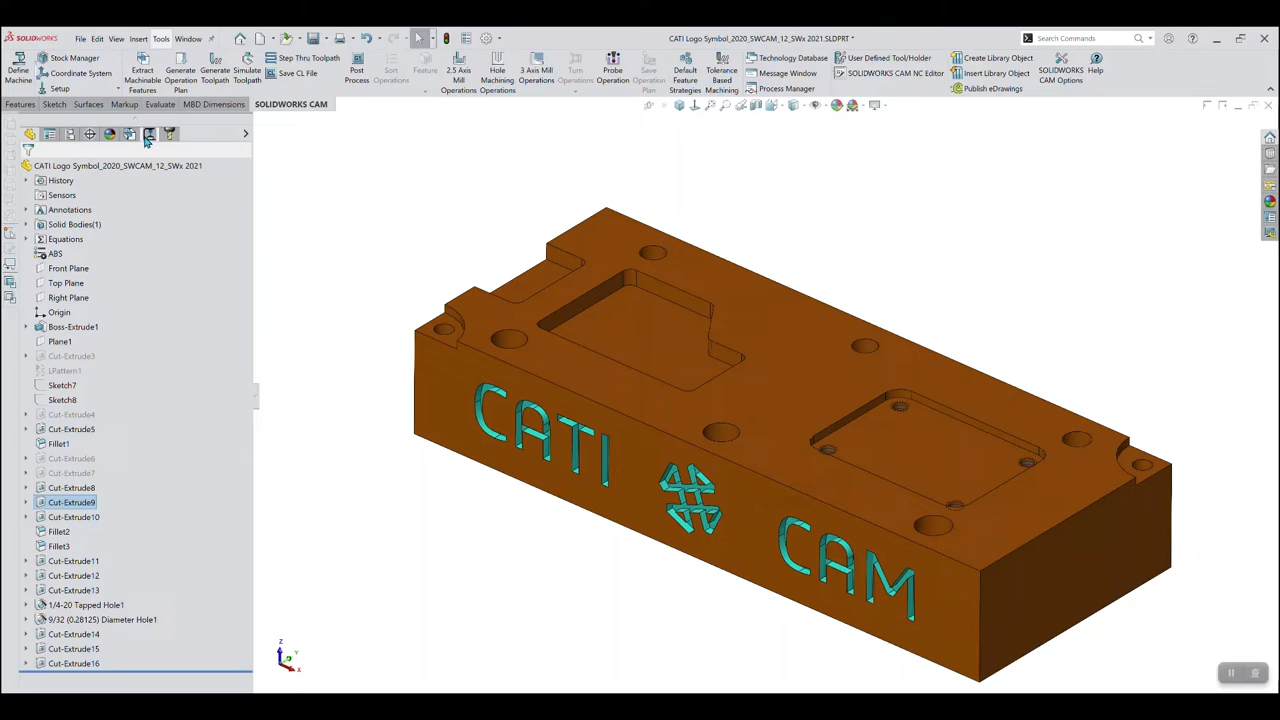 SOLIDWORKS File Edit View Insert Tools Window CATI Logo Symbol_2020_SWCAM_12_SWx 2021.SLDPRT * Search Commands
Define Machine
Stock Manager
Coordinate System
Setup
Extract Machinable Features
Generate Operation Plan
Generate Toolpath
Simulate Toolpath
Step Thru Toolpath
Save CL File
Post Process
Sort Operations
Feature
2.5 Axis Mill Operations
Hole Machining Operations
3 Axis Mill Operations
Turn Operations
Probe Operations
Save Operation Plan
Default Feature Strategies
Tolerance Based Machining
Technology Database
Message Window
Process Manager
User Defined Tool/Holder
SOLIDWORKS CAM NC Editor
Create Library Object
Insert Library Object
Publish eDrawings
SOLIDWORKS CAM Options
Help
Features Sketch Surfaces Markup Evaluate MBD Dimensions SOLIDWORKS CAM
CATI Logo Symbol_2020_SWCAM_12_SWx 2021
History
Sensors
Annotations
Solid Bodies(1)
Equations
ABS
Front Plane
Top Plane
Right Plane
Origin
Boss-Extrude1
Plane1
Cut-Extrude3
LPattern1
Sketch7
Sketch8
Cut-Extrude4
Cut-Extrude5
Fillet1
Cut-Extrude6
Cut-Extrude7
Cut-Extrude8
Cut-Extrude9
Cut-Extrude10
Fillet2
Fillet3
Cut-Extrude11
Cut-Extrude12
Cut-Extrude13
1/4-20 Tapped Hole1
9/32 (0.28125) Diameter Hole1
Cut-Extrude14
Cut-Extrude15
Cut-Extrude16
CATI CAM
Z
Y
X